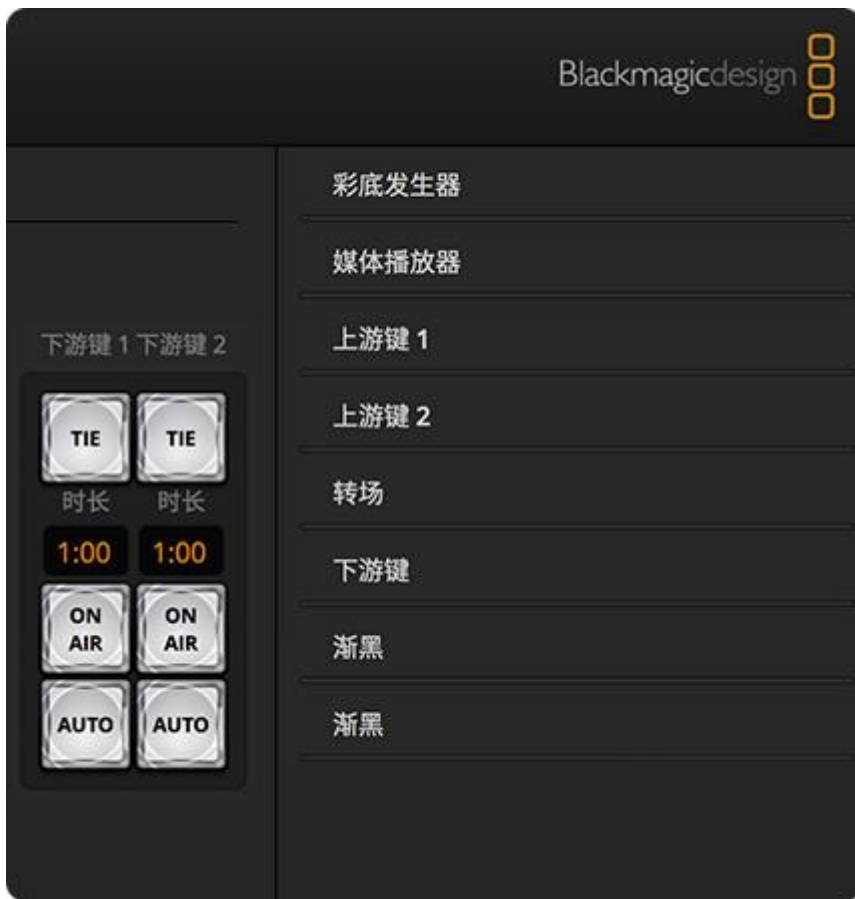 Blackmagicdesign
下游键 1 下游键 2
TIE TIE
时长 时长
1:00 1:00
ON AIR ON AIR
AUTO AUTO
彩底发生器
媒体播放器
上游键 1
上游键 2
转场
下游键
渐黑
渐黑